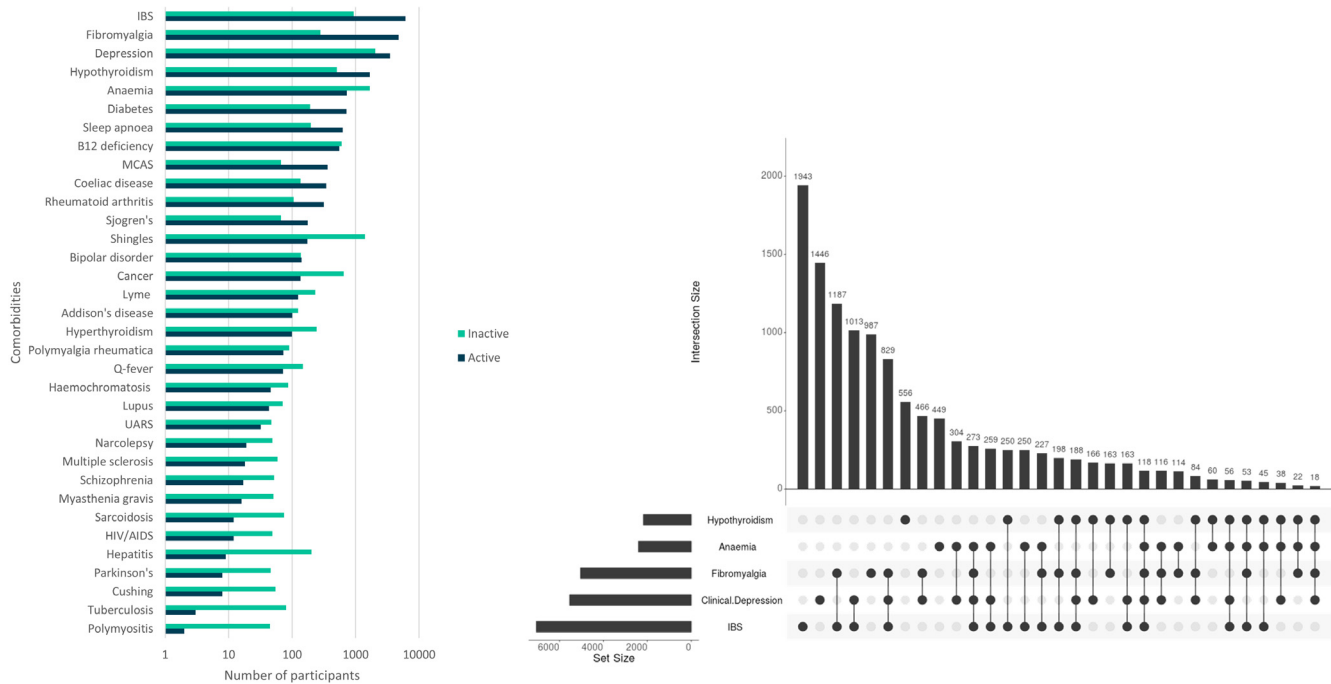 IBS
Fibromyalgia
Depression
Hypothyroidism
Anaemia
Diabetes
Sleep apnoea
B12 deficiency
MCAS
Coeliac disease
Rheumatoid arthritis
Sjogren's
Shingles
Bipolar disorder
Cancer
Lyme
Addison's disease
Hyperthyroidism
Polymyalgia rheumatica
Q-fever
Haemochromatosis
Lupus
UARS
Narcolepsy
Multiple sclerosis
Schizophrenia
Myasthenia gravis
Sarcoidosis
HIV/AIDS
Hepatitis
Parkinson's
Cushing
Tuberculosis
Polymyositis
Comorbidities
1 10 100 1000 10000
Number of participants
Inactive
Active
Intersection Size
2000
1500
1000
500
0
1943 1446 1187 1013 987 829 556 466 449 304 273 259 250 250 227 198 188 166 163 163 118 116 114 84 60 56 53 45 38 22 18
Hypothyroidism
Anaemia
Fibromyalgia
Clinical.Depression
IBS
6000 4000 2000 0
Set Size